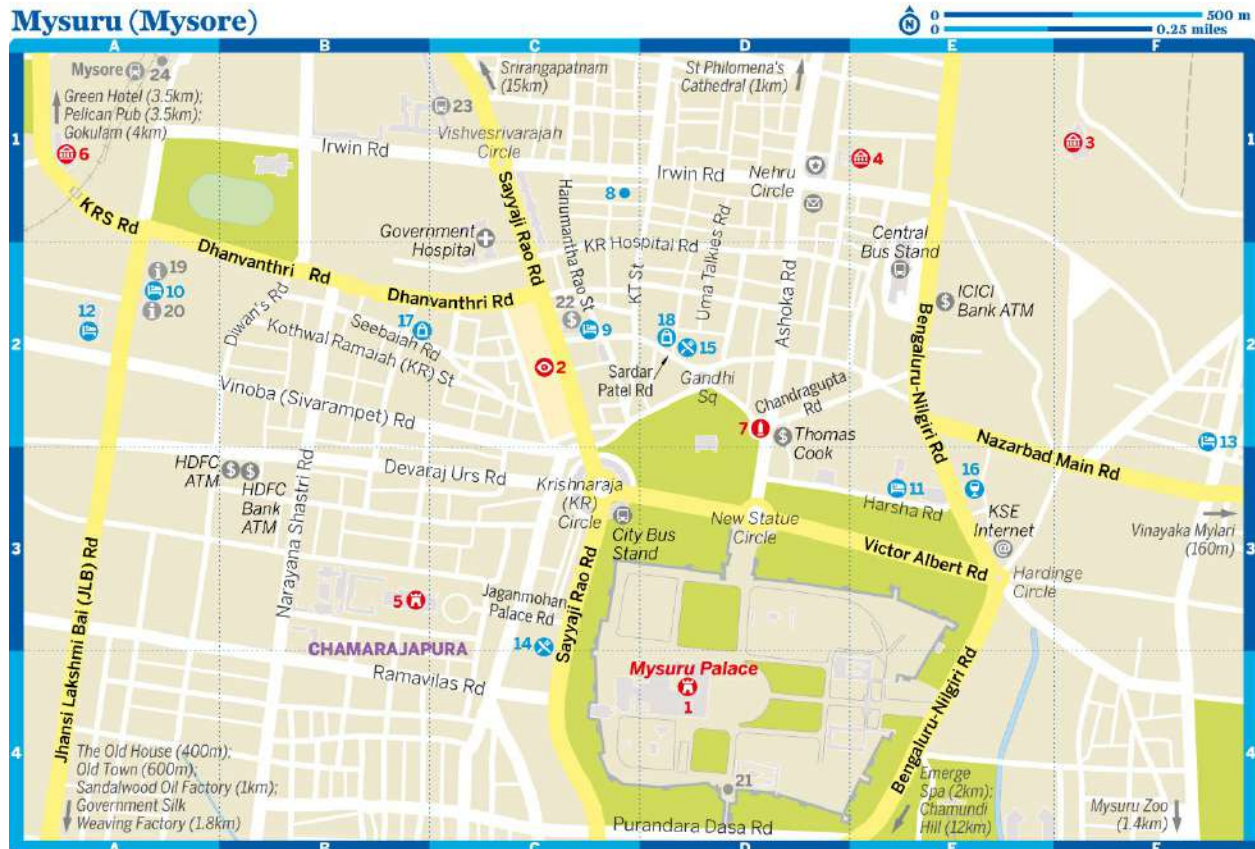 Mysuru (Mysore)
N
0 500 m
0 0.25 miles
A B C D E F
Mysore
24
Green Hotel (3.5km);
Pelican Pub (3.5km);
Gokulam (4km)
23
Vishvesrivarajah
Circle
Srirangapatnam
(15km)
St Philomena's
Cathedral (1km)
1
1
6
Irwin Rd
Irwin Rd
Nehru
Circle
4
3
8
KRS Rd
Sayyaji Rao Rd
Hanumantha Rao St
Government
Hospital
KR Hospital Rd
KT St
Uma Talkies Rd
Ashoka Rd
Central
Bus Stand
Dhanvanthri Rd
Dhanvanthri Rd
19
10
20
12
Diwan's Rd
Seebaiah Rd
Kothwal Ramaiah (KR) St
17
22
9
18
15
ICICI
Bank ATM
Bengaluru-Nilgiri Rd
2
2
2
Sardar
Patel Rd
Gandhi
Sq
Chandragupta
Rd
Vinoba (Sivarampet) Rd
7
Thomas
Cook
Nazarbad Main Rd
13
HDFC
ATM
HDFC
Bank
ATM
Devaraj Urs Rd
Narayana Shastri Rd
Krishnaraja
(KR)
Circle
City Bus
Stand
New Statue
Circle
11
Harsha Rd
16
KSE
Internet
@
Vinayaka Mylari
(160m)
3
3
Victor Albert Rd
Hardinge
Circle
Jhansi Lakshmi Bai (JLB) Rd
5
Jaganmohan
Palace Rd
Sayyaji Rao Rd
CHAMARAJAPURA
14
Ramavilas Rd
Mysuru Palace
1
Bengaluru-Nilgiri Rd
4
4
The Old House (400m);
Old Town (600m);
Sandalwood Oil Factory (1km);
Government Silk
Weaving Factory (1.8km)
21
Emerge
Spa (2km);
Chamundi
Hill (12km)
Mysuru Zoo
(1.4km)
Purandara Dasa Rd
A B C D E F